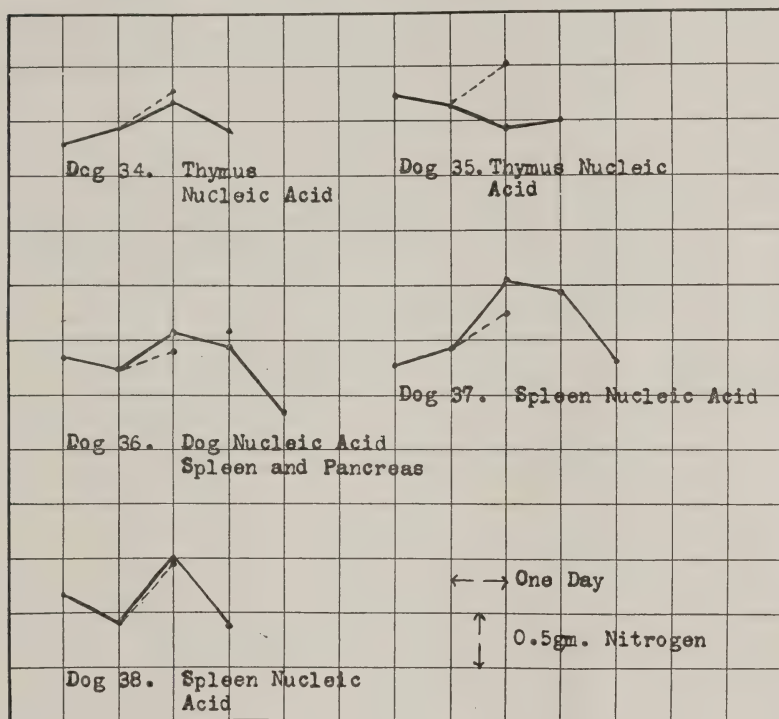 Dog 34. Thymus
Nucleic Acid
Dog 35. Thymus Nucleic
Acid
Dog 36. Dog Nucleic Acid
Spleen and Pancreas
Dog 37. Spleen Nucleic Acid
One Day
0.5gm. Nitrogen
Dog 38. Spleen Nucleic
Acid